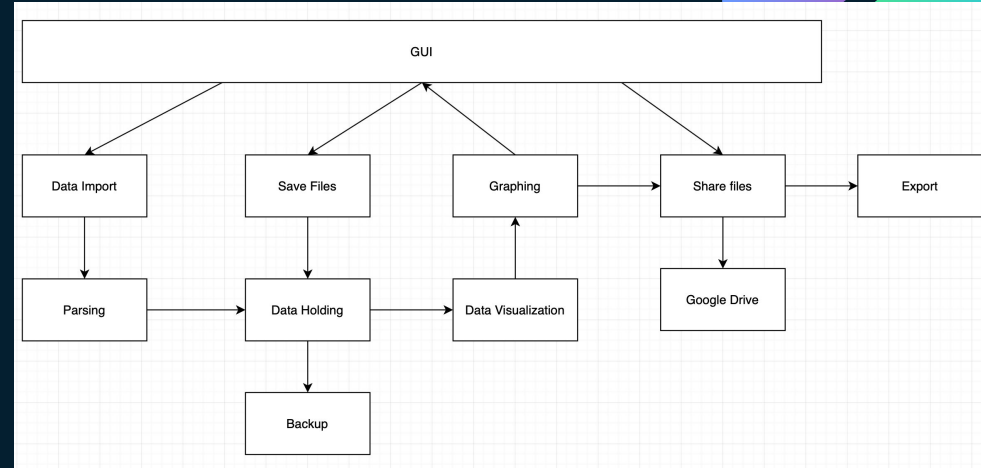 GUI
Data Import
Save Files
Graphing
Share files
Export
Parsing
Data Holding
Data Visualization
Google Drive
Backup